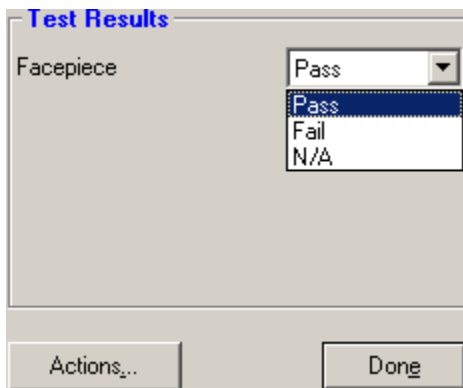 Test Results
Facepiece Pass
Pass
Fail
N/A
Actions... Done